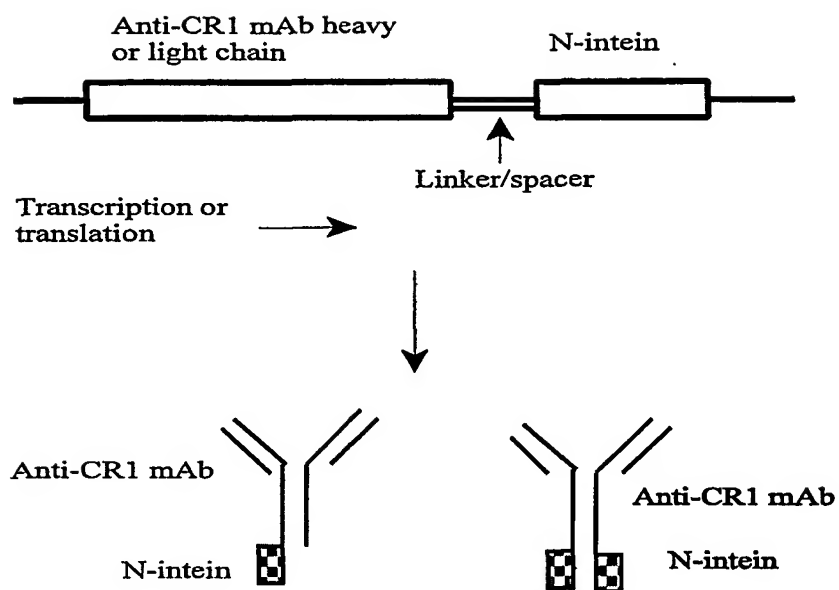 Anti-CR1 mAb heavy
or light chain
N-intein
Linker/spacer
Transcription or
translation
Anti-CR1 mAb
Anti-CR1 mAb
N-intein
N-intein